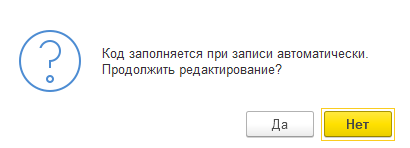 Код заполняется при записи автоматически.
Продолжить редактирование?
Да
Нет